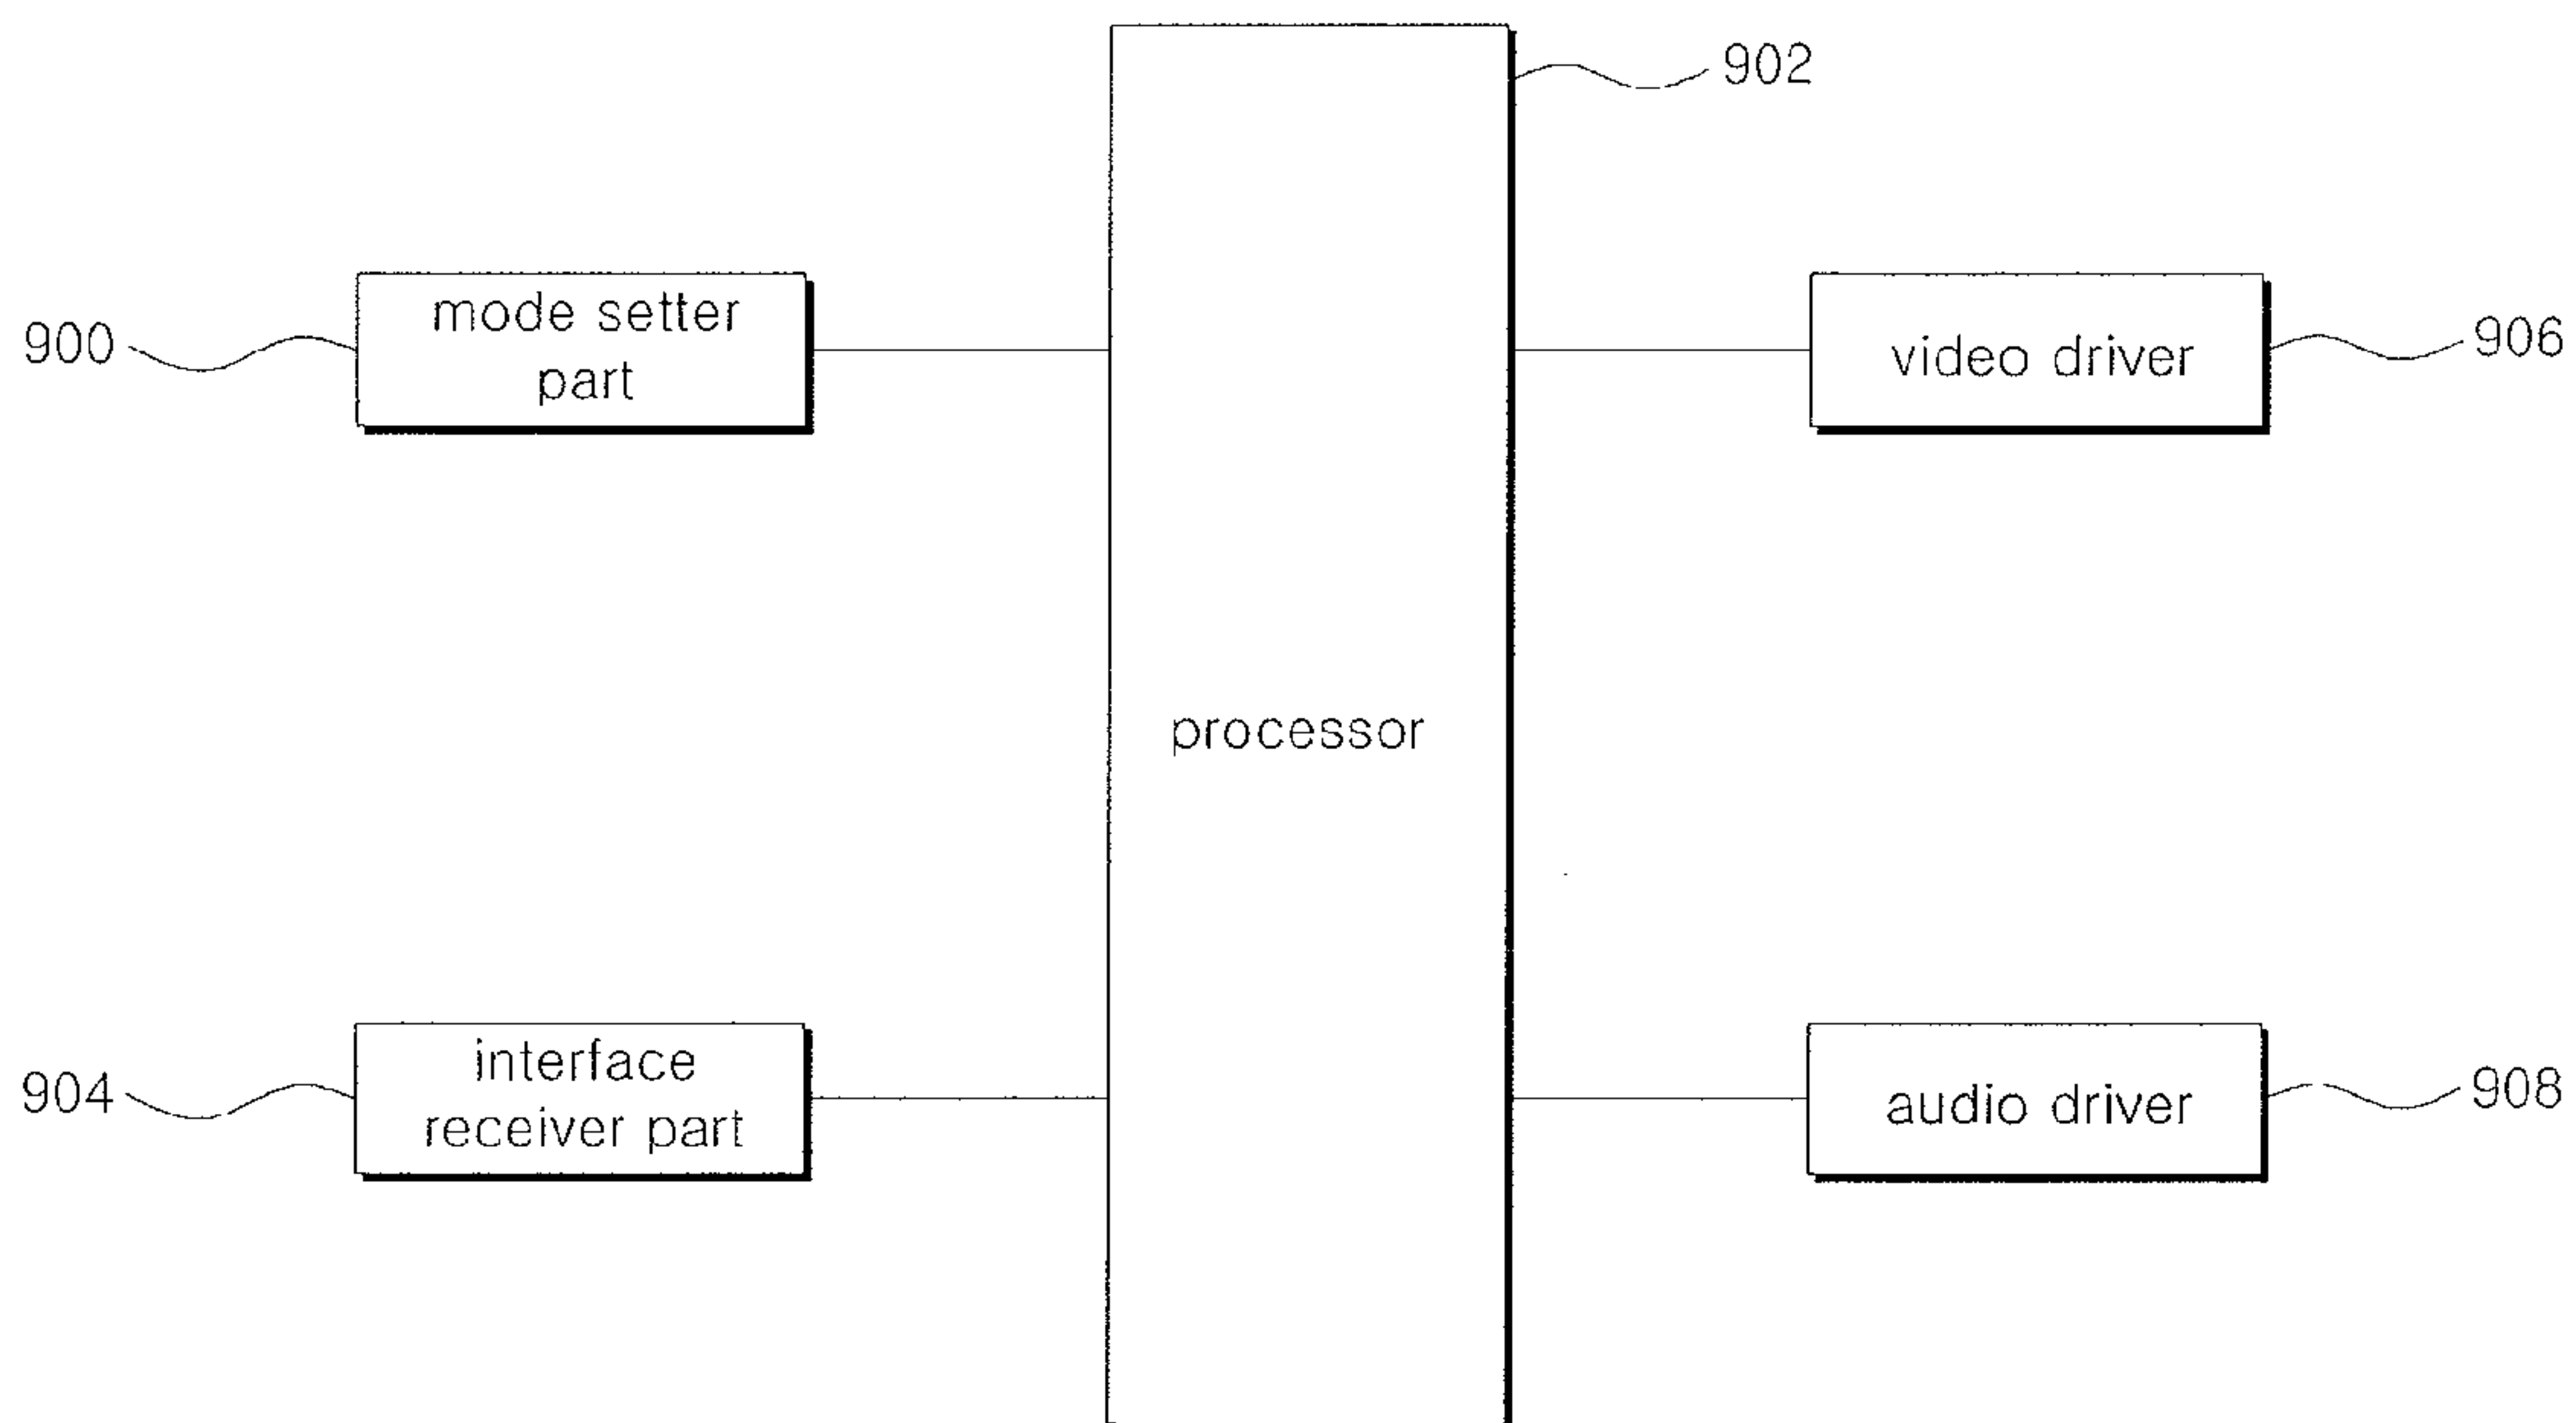 902
mode setter
part
900
video driver
906
processor
interface
receiver part
904
audio driver
908